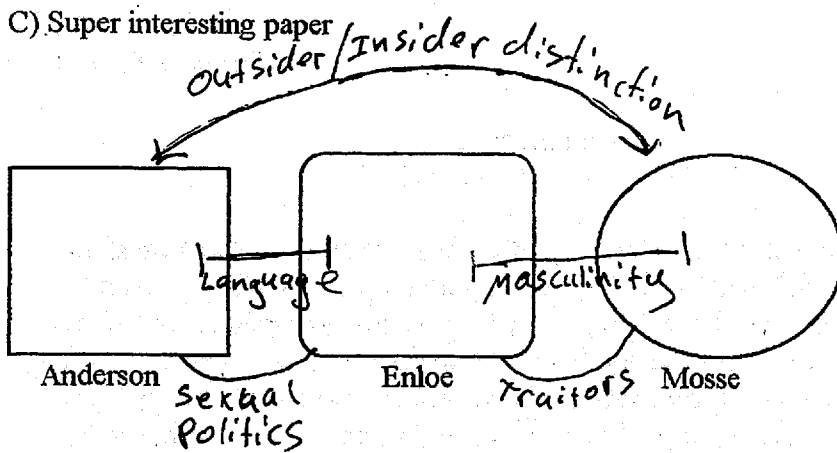 C) Super interesting paper
Outsider/Insider distinction
Language
Masculinity
Anderson
Enloe
Mosse
Sexual
Politics
Traitors